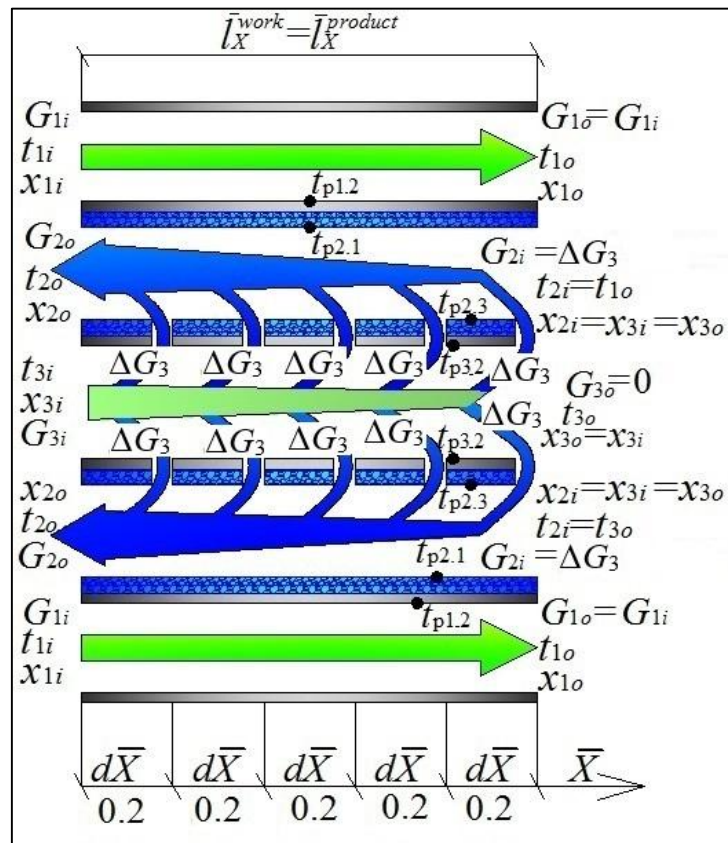 l̄_X^work = l̄_X^product
G₁ᵢ G₁ₒ=G₁ᵢ
t₁ᵢ t₁ₒ
x₁ᵢ tₚ₁.₂ x₁ₒ
G₂ₒ tₚ₂.₁ G₂ᵢ=ΔG₃
t₂ₒ t₂ᵢ=t₁ₒ
x₂ₒ tₚ₂.₃ x₂ᵢ=x₃ᵢ=x₃ₒ
t₃ᵢ ΔG₃ ΔG₃ ΔG₃ ΔG₃ tₚ₃.₂ ΔG₃ G₃ₒ=0
x₃ᵢ ΔG₃ t₃ₒ
G₃ᵢ ΔG₃ ΔG₃ ΔG₃ ΔG₃ tₚ₃.₂ x₃ₒ=x₃ᵢ
x₂ₒ tₚ₂.₃ x₂ᵢ=x₃ᵢ=x₃ₒ
t₂ₒ t₂ᵢ=t₃ₒ
G₂ₒ tₚ₂.₁ G₂ᵢ=ΔG₃
G₁ᵢ tₚ₁.₂ G₁ₒ=G₁ᵢ
t₁ᵢ t₁ₒ
x₁ᵢ x₁ₒ
dX̄ dX̄ dX̄ dX̄ dX̄ X̄
0.2 0.2 0.2 0.2 0.2